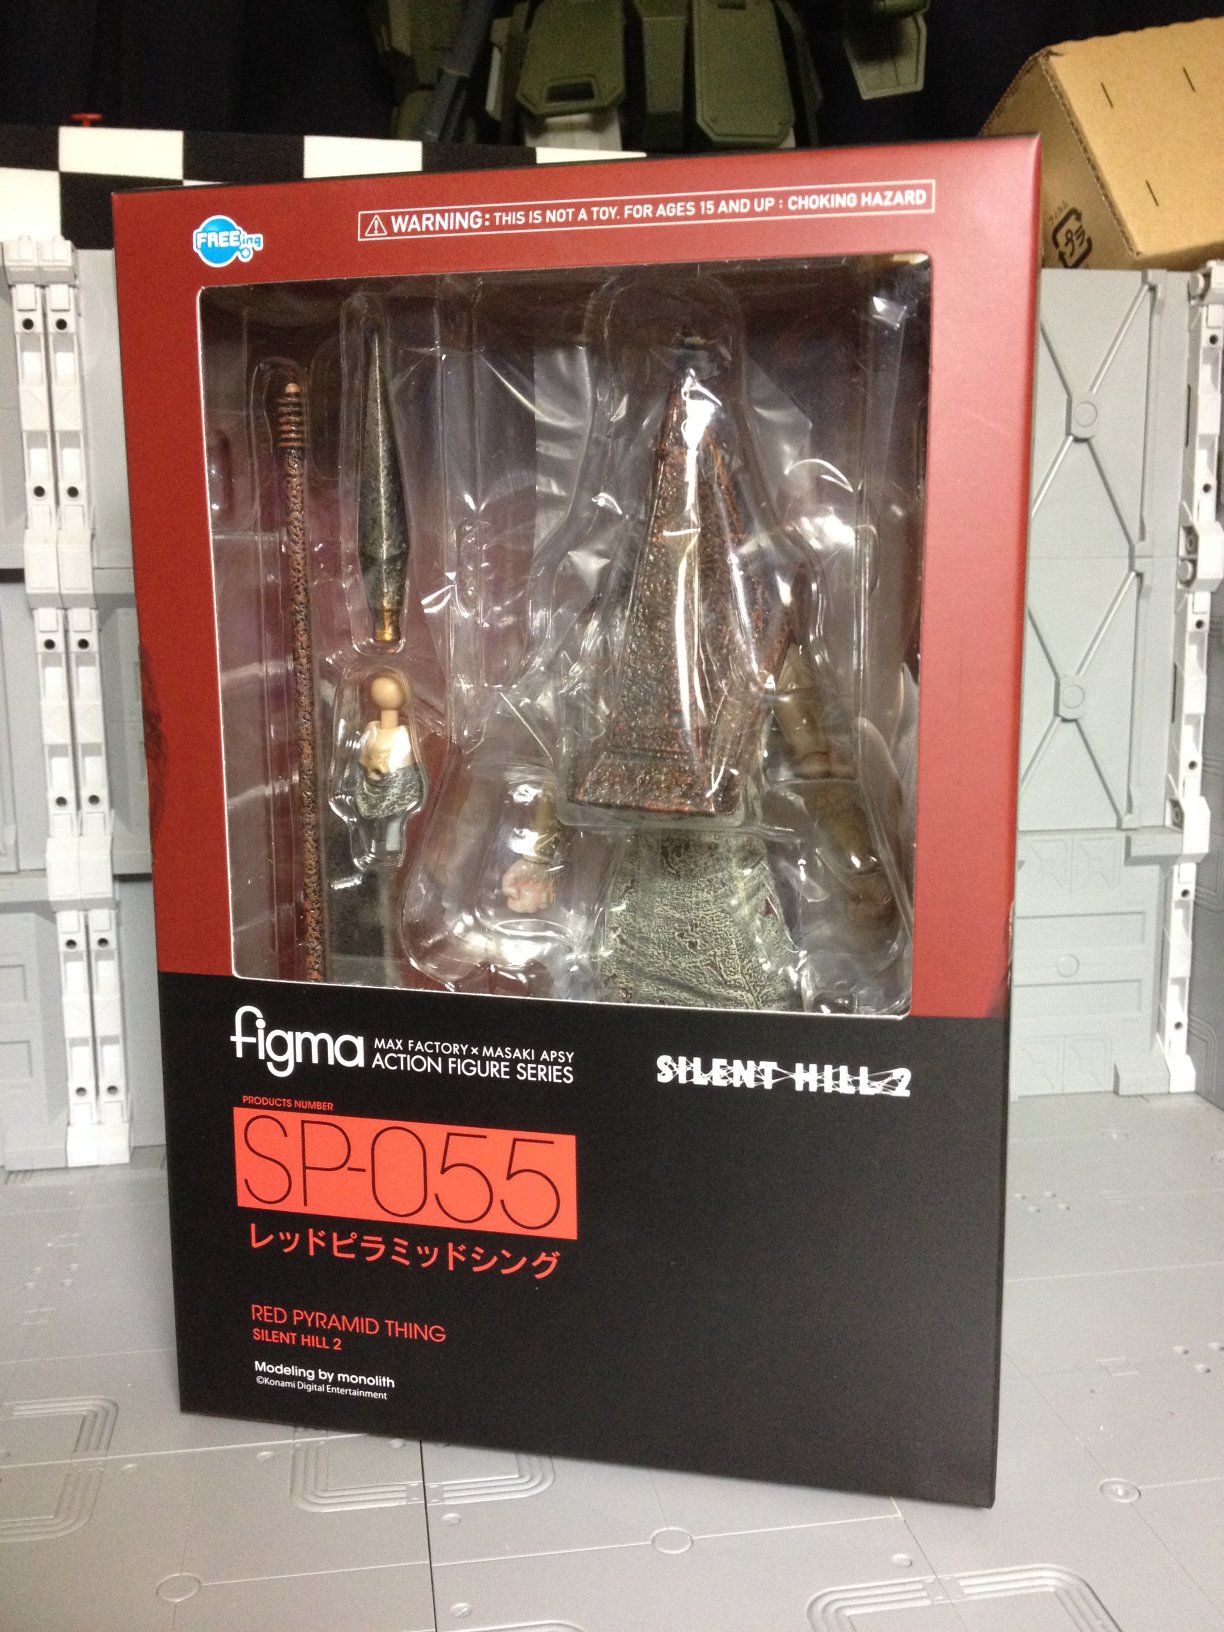 FREEing
WARNING: THIS IS NOT A TOY. FOR AGES 15 AND UP : CHOKING HAZARD
figma
MAX FACTORY × MASAKI APSY
ACTION FIGURE SERIES
SILENT HILL 2
PRODUCTS NUMBER
SP-055
レッドピラミッドシング
RED PYRAMID THING
SILENT HILL 2
Modeling by monolith
©Konami Digital Entertainment
プラ